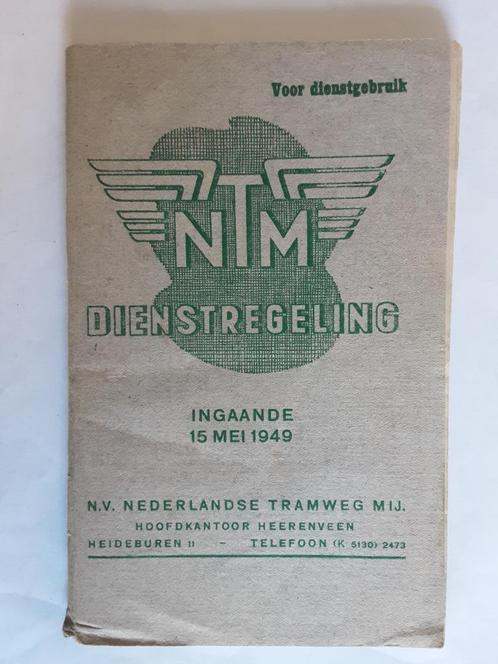 Voor dienstgebruik
NTM
DIENSTREGELING
INGAANDE
15 MEI 1949
N.V. NEDERLANDSE TRAMWEG MIJ.
HOOFDKANTOOR HEERENVEEN
HEIDEBUREN 11 - TELEFOON (K 5130) 2473